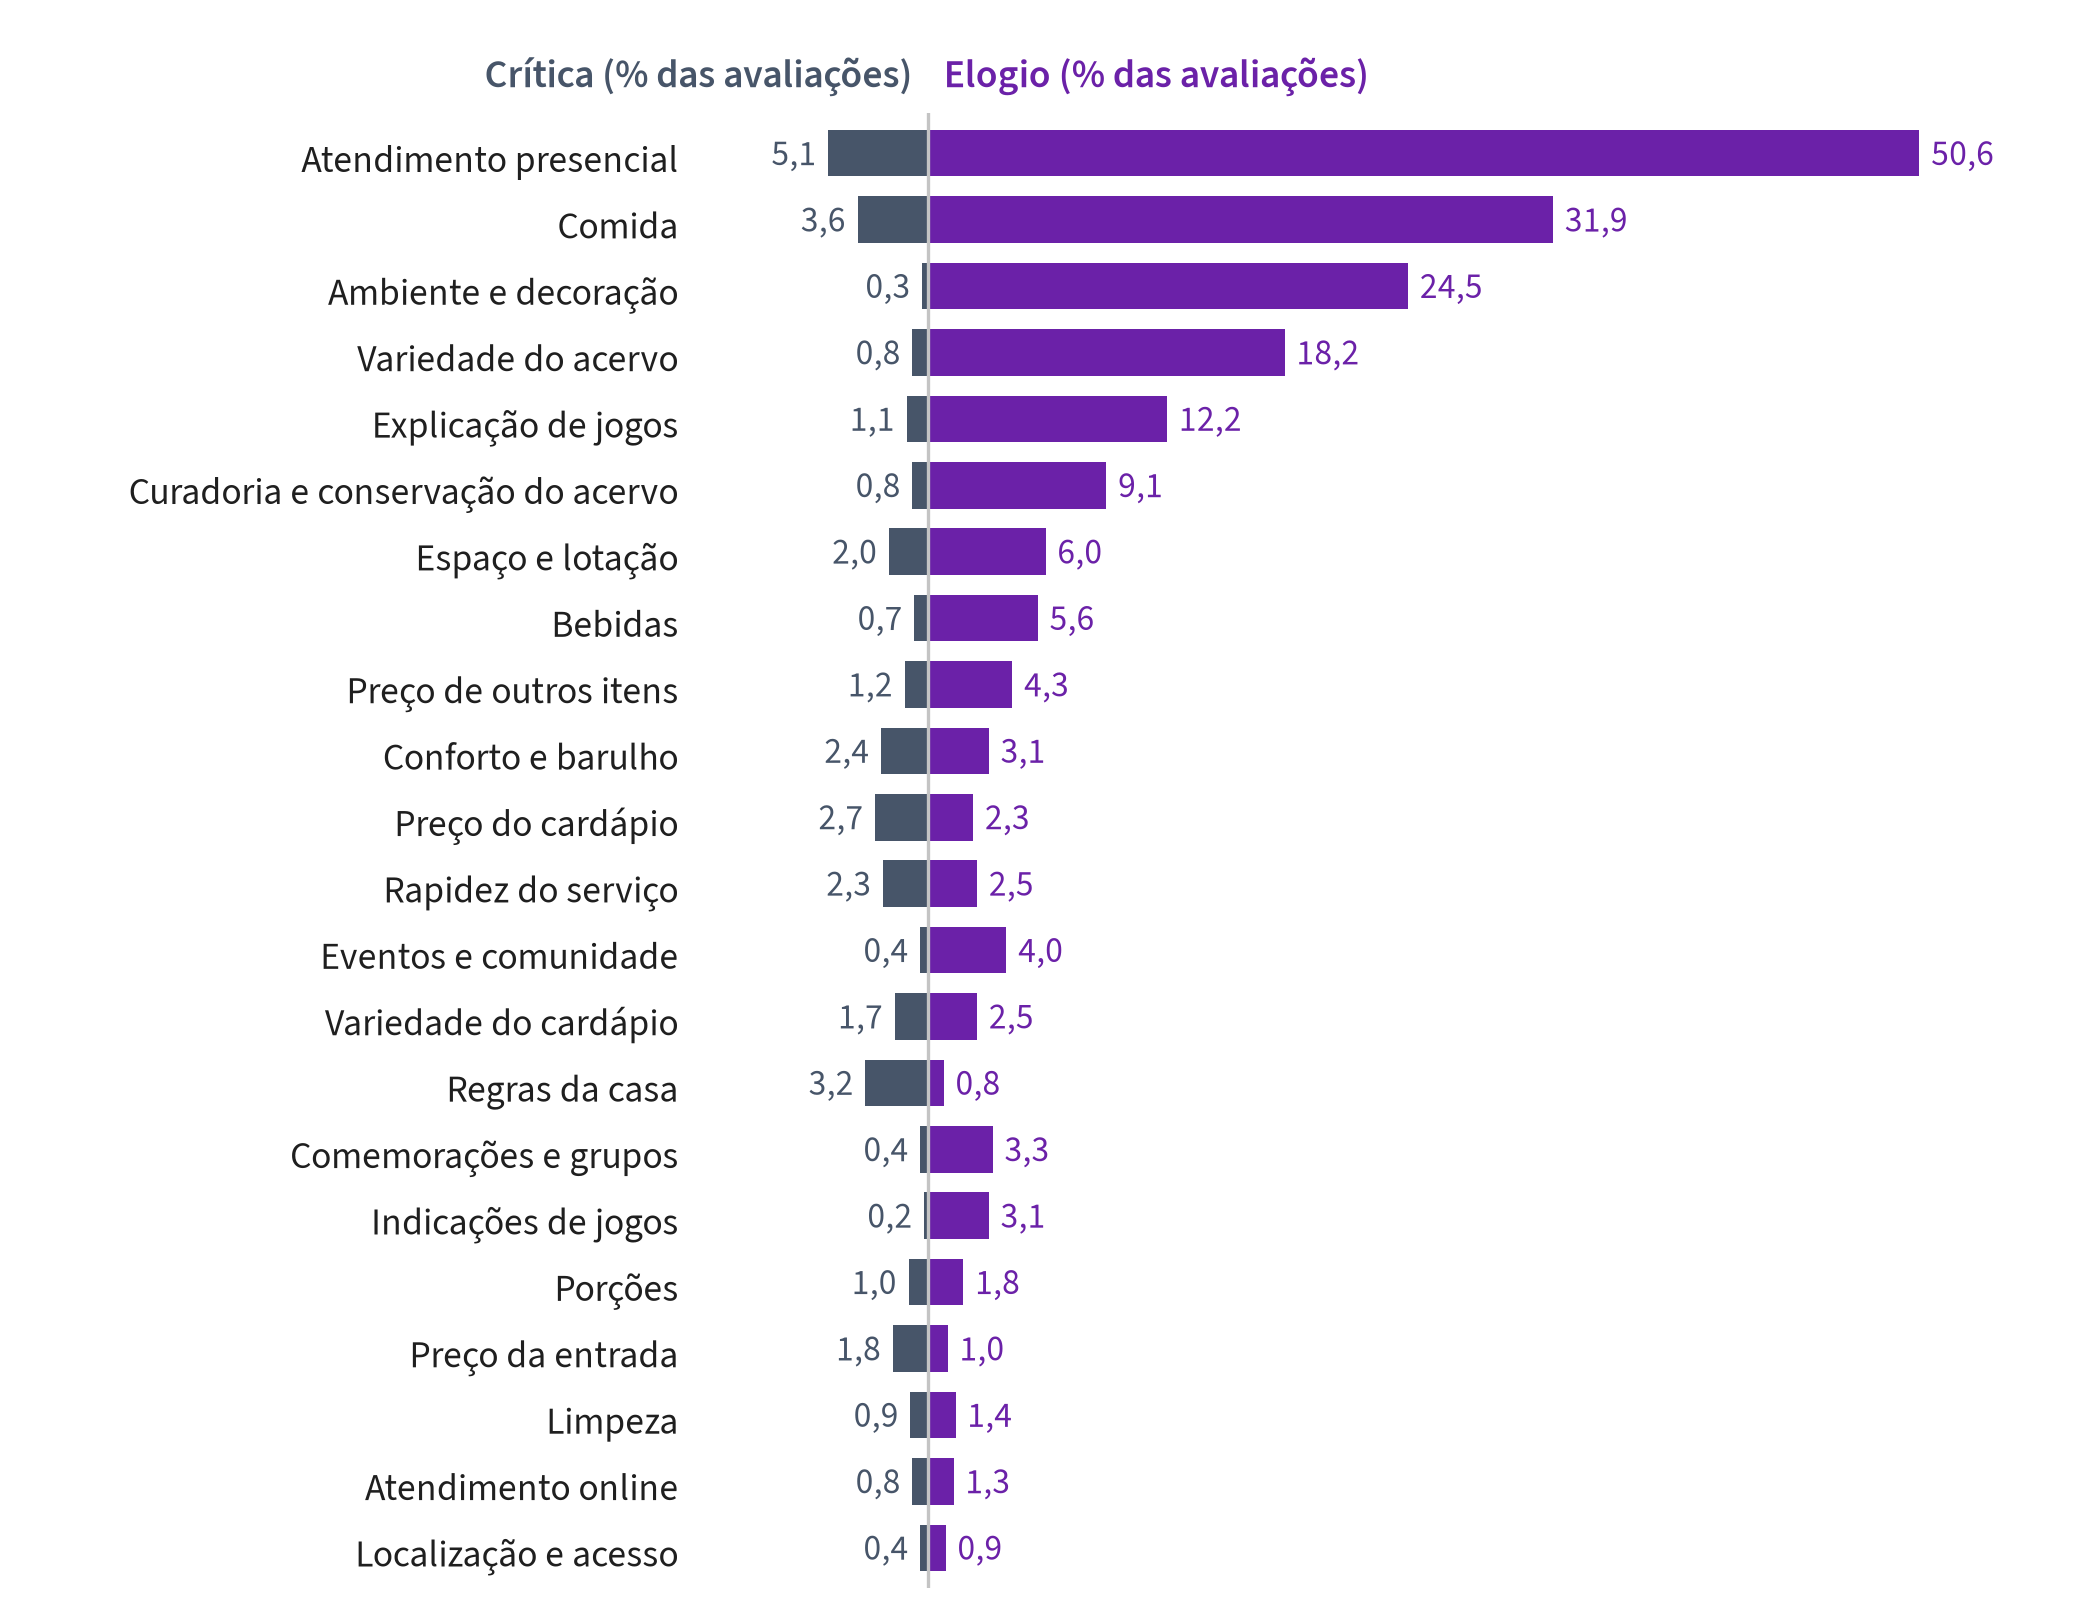 Crítica (% das avaliações) Elogio (% das avaliações)
Atendimento presencial 5,1 50,6
Comida 3,6 31,9
Ambiente e decoração 0,3 24,5
Variedade do acervo 0,8 18,2
Explicação de jogos 1,1 12,2
Curadoria e conservação do acervo 0,8 9,1
Espaço e lotação 2,0 6,0
Bebidas 0,7 5,6
Preço de outros itens 1,2 4,3
Conforto e barulho 2,4 3,1
Preço do cardápio 2,7 2,3
Rapidez do serviço 2,3 2,5
Eventos e comunidade 0,4 4,0
Variedade do cardápio 1,7 2,5
Regras da casa 3,2 0,8
Comemorações e grupos 0,4 3,3
Indicações de jogos 0,2 3,1
Porções 1,0 1,8
Preço da entrada 1,8 1,0
Limpeza 0,9 1,4
Atendimento online 0,8 1,3
Localização e acesso 0,4 0,9